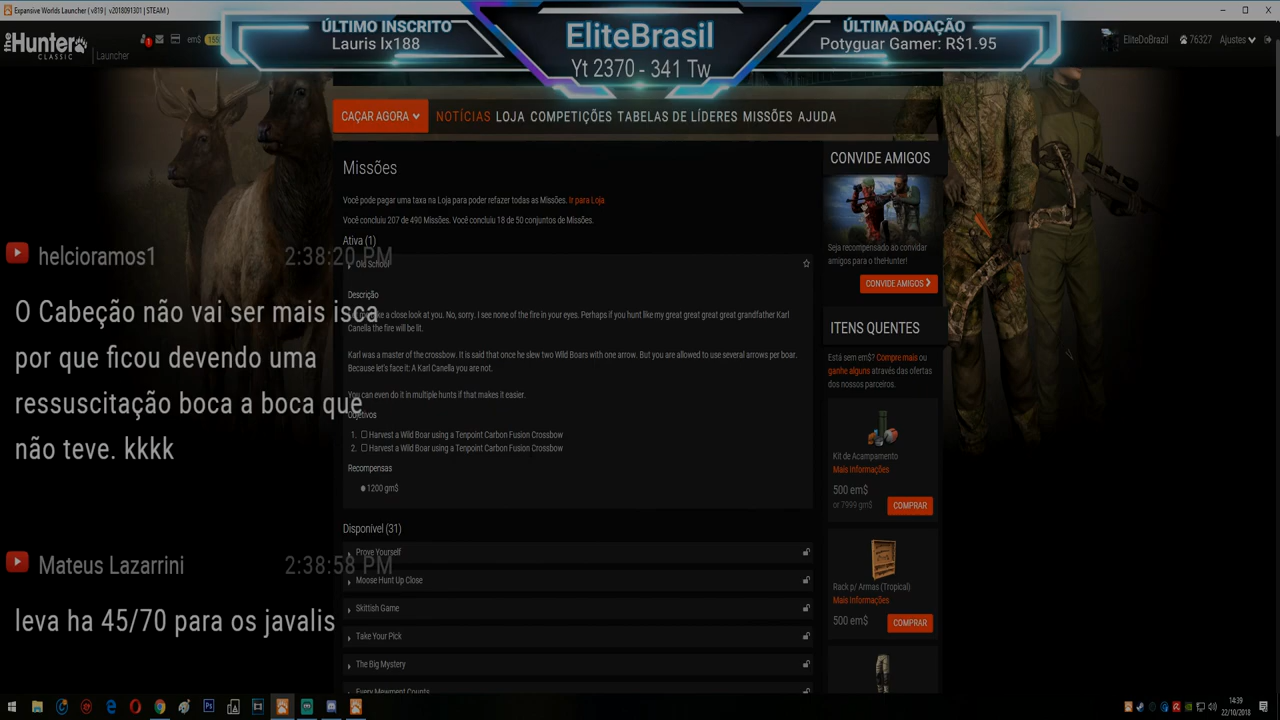 Expansive Worlds Launcher ( v819 | v2018091301 | STEAM )
theHunter
CLASSIC
Launcher
1
em$
ÚLTIMO INSCRITO
Lauris lx188
EliteBrasil
Yt 2370 - 341 Tw
ÚLTIMA DOAÇÃO
Potyguar Gamer: R$1.95
EliteDoBrazil
76327
Ajustes
CAÇAR AGORA
NOTÍCIAS LOJA COMPETIÇÕES TABELAS DE LÍDERES MISSÕES AJUDA
Missões
Você pode pagar uma taxa na Loja para poder refazer todas as Missões. Ir para Loja
Você concluiu 207 de 490 Missões. Você concluiu 18 de 50 conjuntos de Missões.
Ativa (1)
Old School
Descrição
take a close look at you. No, sorry. I see none of the fire in your eyes. Perhaps if you hunt like my great great great great grandfather Karl
Canella the fire will be lit.
Karl was a master of the crossbow. It is said that once he slew two Wild Boars with one arrow. But you are allowed to use several arrows per boar.
Because let's face it: A Karl Canella you are not.
You can even do it in multiple hunts if that makes it easier.
Objetivos
1. Harvest a Wild Boar using a Tenpoint Carbon Fusion Crossbow
2. Harvest a Wild Boar using a Tenpoint Carbon Fusion Crossbow
Recompensas
1200 gm$
Disponível (31)
Prove Yourself
Moose Hunt Up Close
Skittish Game
Take Your Pick
The Big Mystery
Every Mewment Counts
CONVIDE AMIGOS
Seja recompensado ao convidar
amigos para o theHunter!
CONVIDE AMIGOS
ITENS QUENTES
Está sem em$? Compre mais ou
ganhe alguns através das ofertas
dos nossos parceiros.
Kit de Acampamento
Mais Informações
500 em$
or 7999 gm$
COMPRAR
Rack p/ Armas (Tropical)
Mais Informações
500 em$
COMPRAR
helcioramos1 2:38:20 PM
O Cabeção não vai ser mais isca
por que ficou devendo uma
ressuscitação boca a boca que
não teve. kkkk
Mateus Lazarrini 2:38:58 PM
leva ha 45/70 para os javalis
14:39
22/10/2018